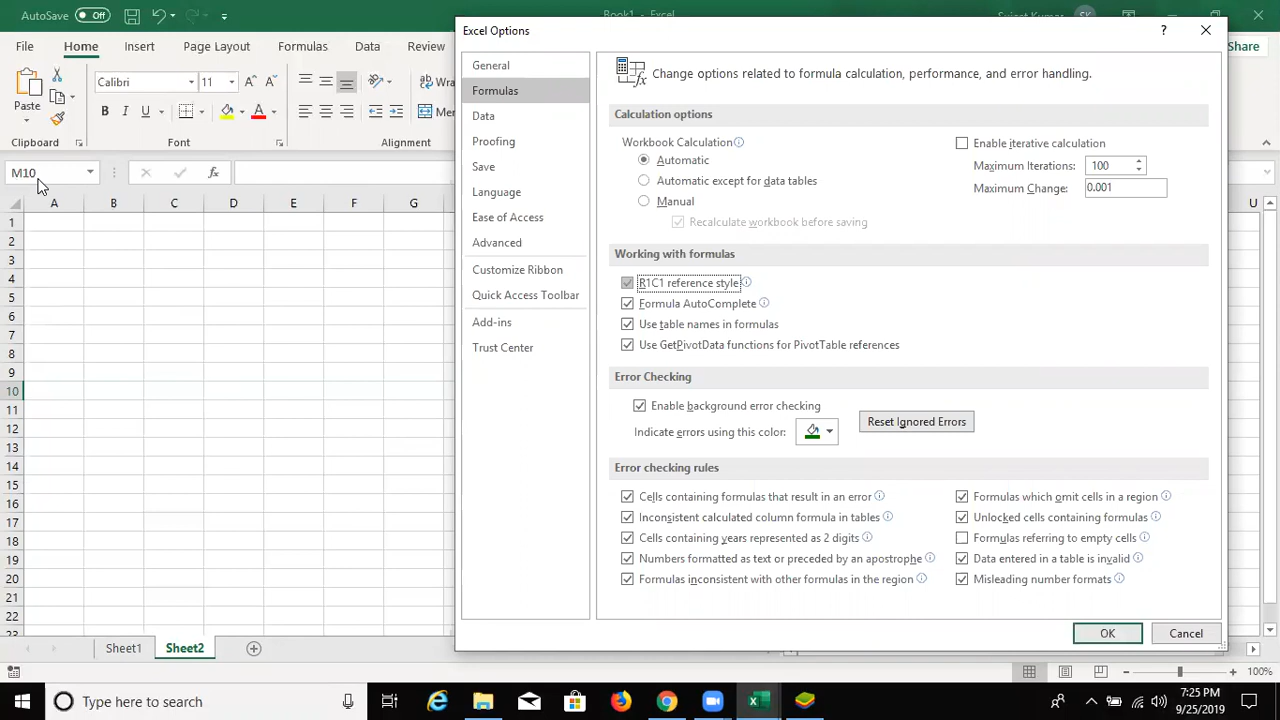 AutoSave Off Book1 - Excel Sujeet Kumar SK
Excel Options
File Home Insert Page Layout Formulas Data Review Share
Paste
Calibri 11
B I U A
Wra
Mer
Clipboard Font Alignment
M10
fx
A B C D E F G U
1
2
3
4
5
6
7
8
9
10
11
12
13
14
15
16
17
18
19
20
21
22
23
General
Formulas
Data
Proofing
Save
Language
Ease of Access
Advanced
Customize Ribbon
Quick Access Toolbar
Add-ins
Trust Center
Change options related to formula calculation, performance, and error handling.
Calculation options
Workbook Calculation
Automatic
Automatic except for data tables
Manual
Recalculate workbook before saving
Enable iterative calculation
Maximum Iterations: 100
Maximum Change: 0.001
Working with formulas
R1C1 reference style
Formula AutoComplete
Use table names in formulas
Use GetPivotData functions for PivotTable references
Error Checking
Enable background error checking
Indicate errors using this color:
Reset Ignored Errors
Error checking rules
Cells containing formulas that result in an error
Inconsistent calculated column formula in tables
Cells containing years represented as 2 digits
Numbers formatted as text or preceded by an apostrophe
Formulas inconsistent with other formulas in the region
Formulas which omit cells in a region
Unlocked cells containing formulas
Formulas referring to empty cells
Data entered in a table is invalid
Misleading number formats
OK Cancel
Sheet1 Sheet2
100%
Type here to search
7:25 PM
9/25/2019